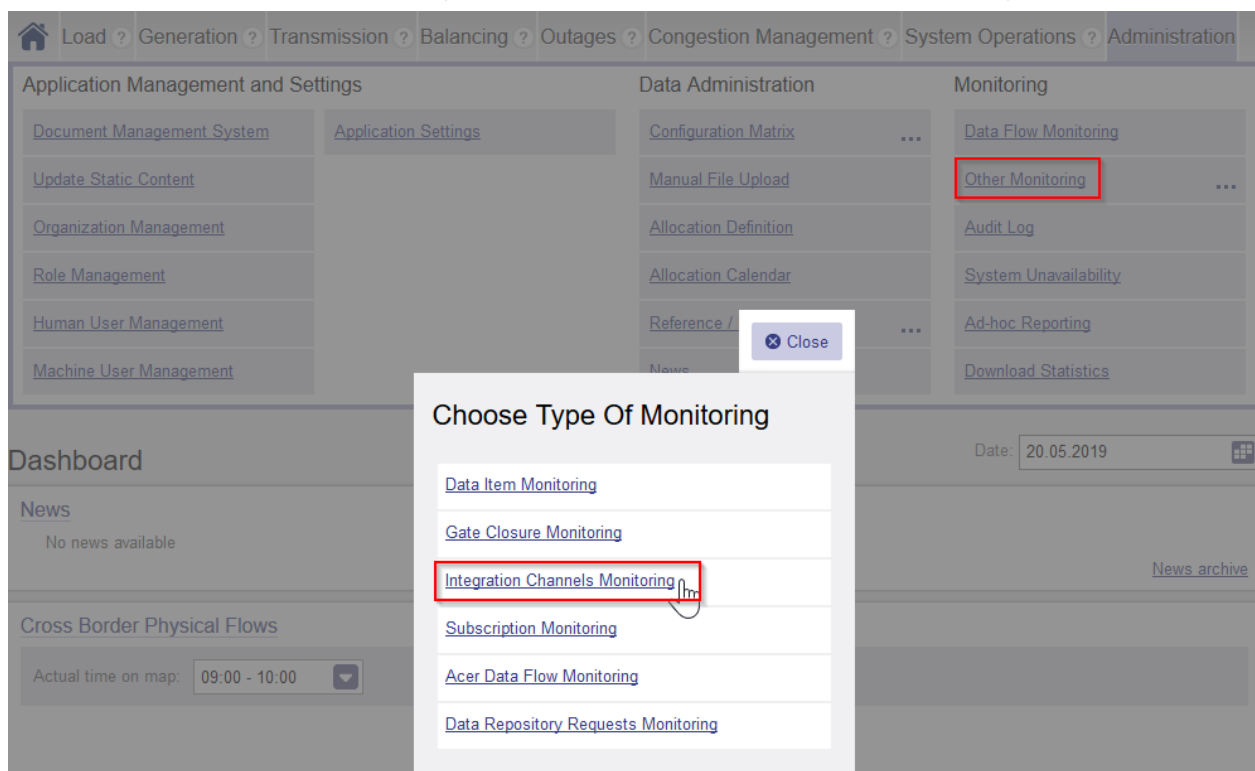 Load ? Generation ? Transmission ? Balancing ? Outages ? Congestion Management ? System Operations ? Administration
Application Management and Settings
Document Management System
Application Settings
Update Static Content
Organization Management
Role Management
Human User Management
Machine User Management
Data Administration
Configuration Matrix ...
Manual File Upload
Allocation Definition
Allocation Calendar
Reference / ...
News
Monitoring
Data Flow Monitoring
Other Monitoring ...
Audit Log
System Unavailability
Ad-hoc Reporting
Download Statistics
Close
Choose Type Of Monitoring
Data Item Monitoring
Gate Closure Monitoring
Integration Channels Monitoring
Subscription Monitoring
Acer Data Flow Monitoring
Data Repository Requests Monitoring
Dashboard
Date: 20.05.2019
News
No news available
News archive
Cross Border Physical Flows
Actual time on map: 09:00 - 10:00